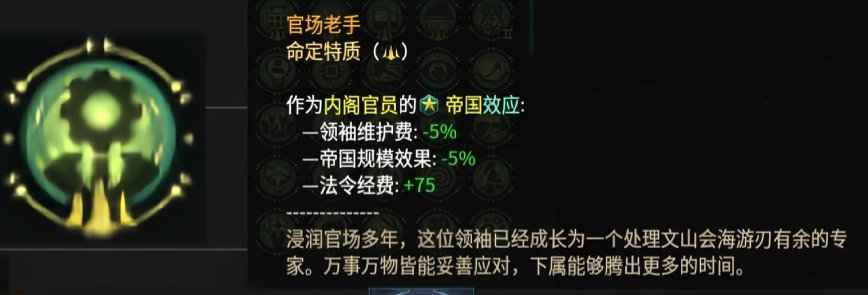 官场老手
命定特质（）
作为内阁官员的 帝国效应:
—领袖维护费: -5%
—帝国规模效果: -5%
—法令经费: +75
--------------
浸润官场多年，这位领袖已经成长为一个处理文山会海游刃有余的专
家。万事万物皆能妥善应对，下属能够腾出更多的时间。
II